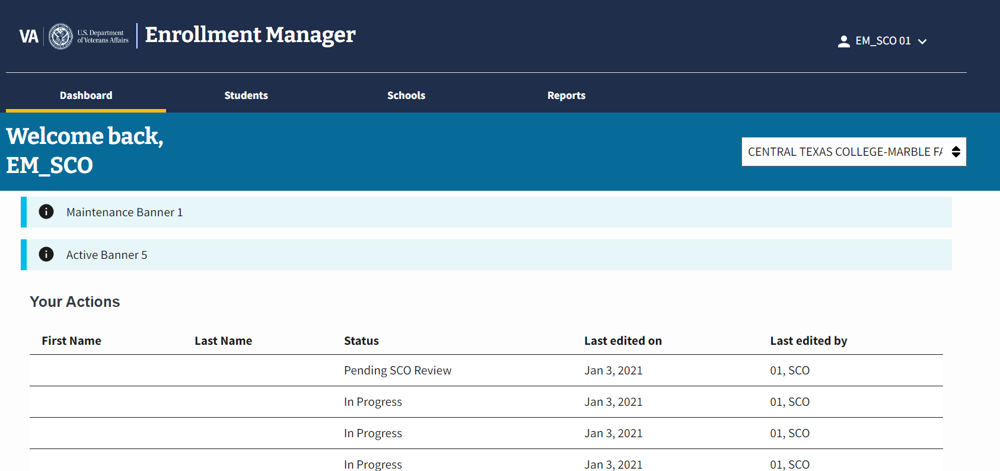 VA
U.S. Department
of Veterans Affairs
Enrollment Manager
EM_SCO 01
Dashboard Students Schools Reports
Welcome back,
EM_SCO
CENTRAL TEXAS COLLEGE-MARBLE FA
Maintenance Banner 1
Active Banner 5
Your Actions
First Name Last Name Status Last edited on Last edited by
Pending SCO Review Jan 3, 2021 01, SCO
In Progress Jan 3, 2021 01, SCO
In Progress Jan 3, 2021 01, SCO
In Progress Jan 3, 2021 01, SCO